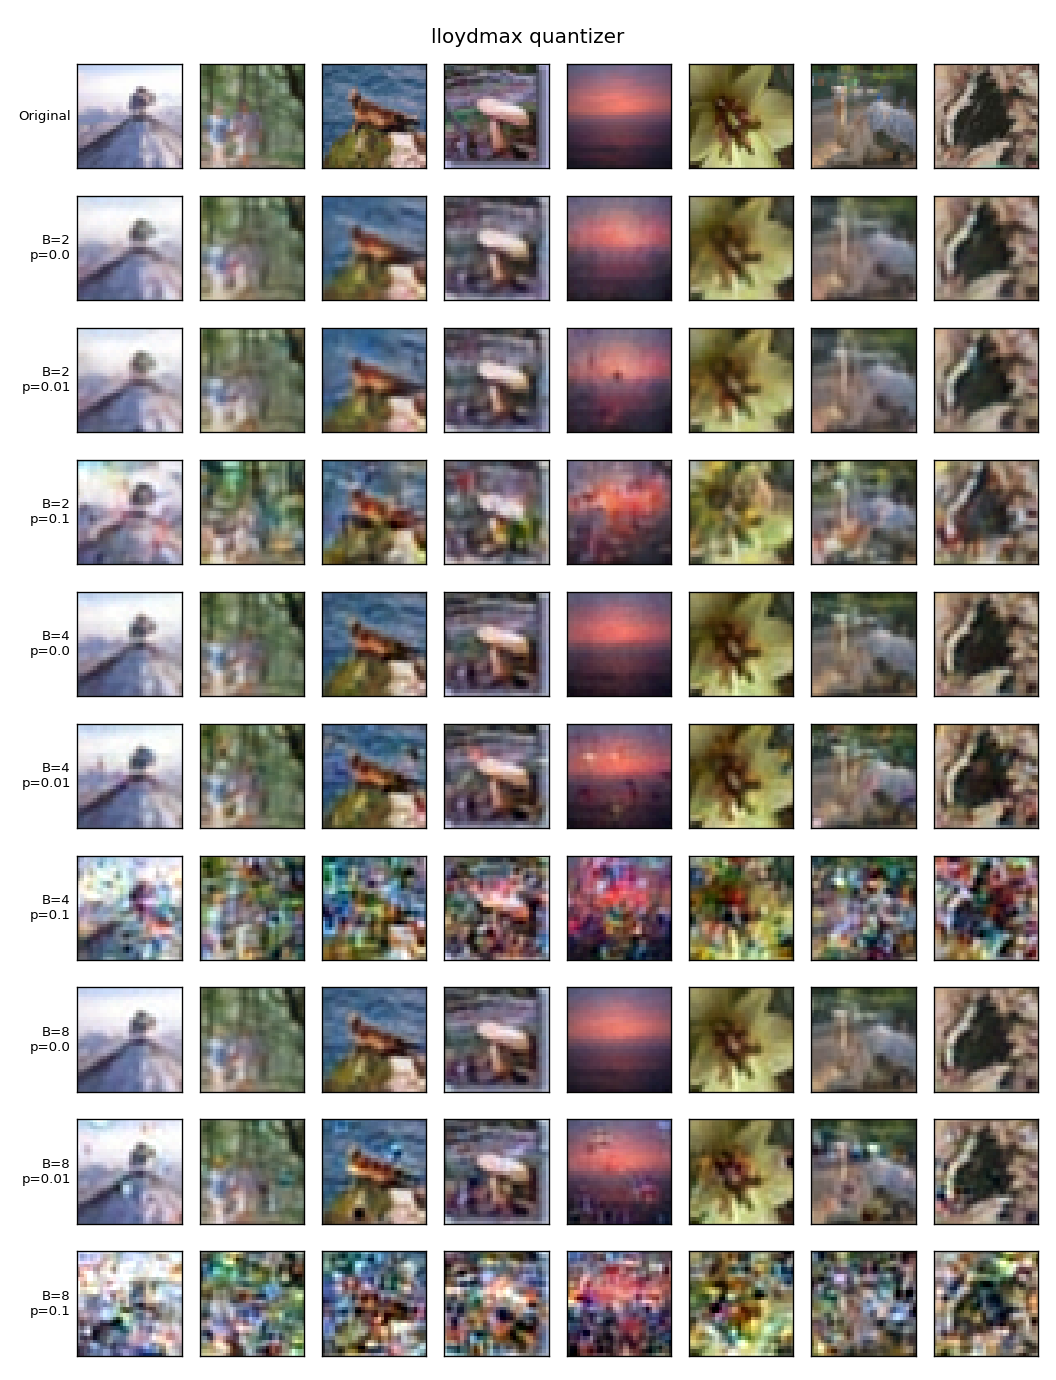 lloydmax quantizer
Original
B=2
p=0.0
B=2
p=0.01
B=2
p=0.1
B=4
p=0.0
B=4
p=0.01
B=4
p=0.1
B=8
p=0.0
B=8
p=0.01
B=8
p=0.1